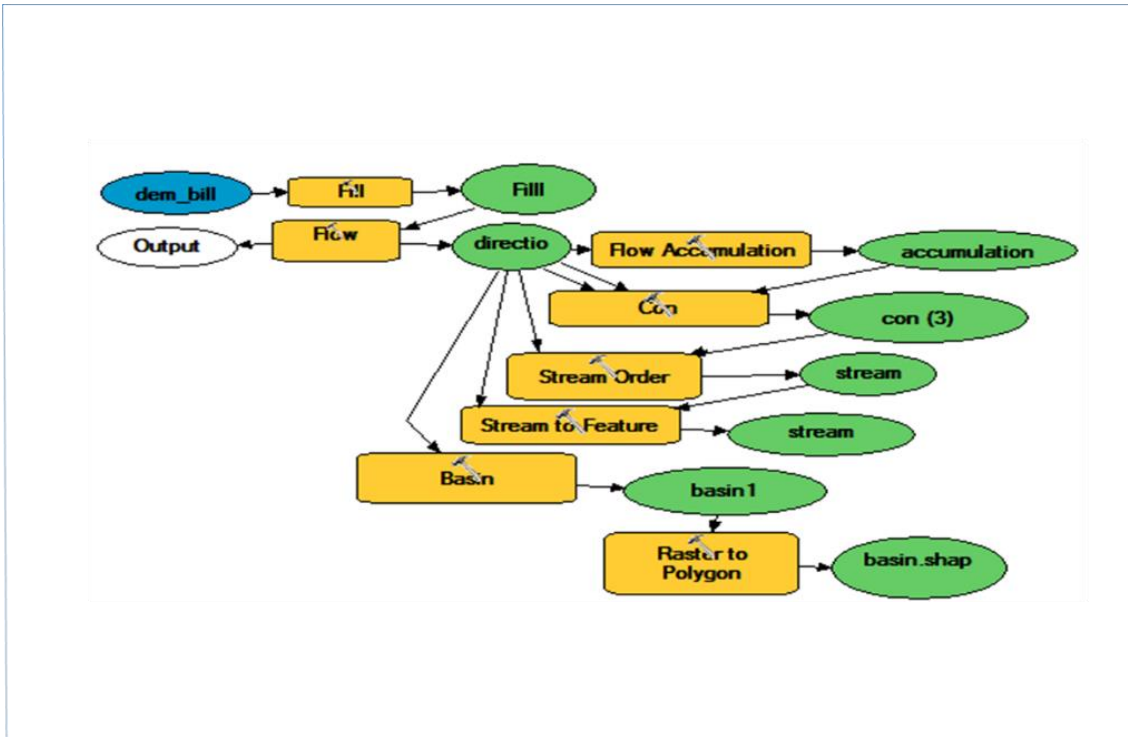 dem_bill
Fill
Filll
Output
Flow
directio
Flow Accumulation
accumulation
Con
con (3)
Stream Order
stream
Stream to Feature
stream
Basin
basin1
Raster to
Polygon
basin.shap